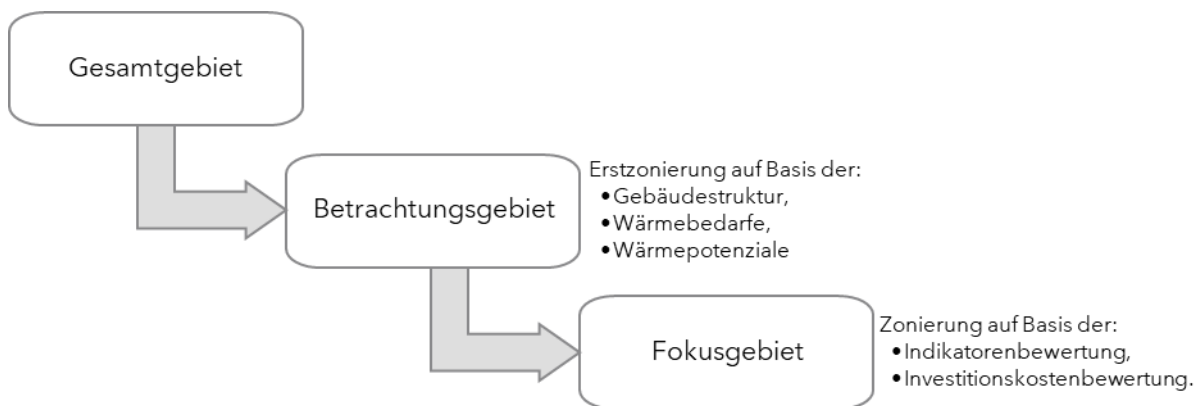 Gesamtgebiet
Betrachtungsgebiet
Erstzonierung auf Basis der:
•Gebäudestruktur,
•Wärmebedarfe,
•Wärmepotenziale
Fokusgebiet
Zonierung auf Basis der:
•Indikatorenbewertung,
•Investitionskostenbewertung.